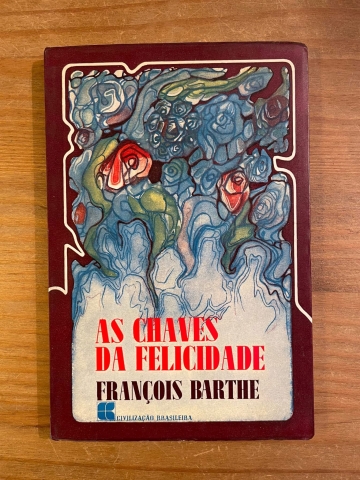 AS CHAVES
DA FELICIDADE
FRANÇOIS BARTHE
CIVILIZAÇÃO BRASILEIRA